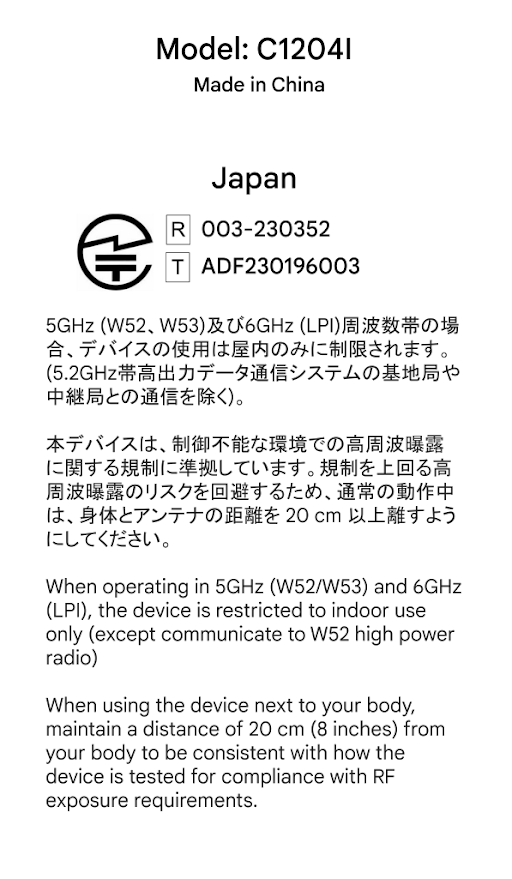 Model: C1204I
Made in China
Japan
R 003-230352
T ADF230196003
5GHz (W52、W53)及び6GHz (LPI)周波数帯の場
合、デバイスの使用は屋内のみに制限されます。
(5.2GHz帯高出力データ通信システムの基地局や
中継局との通信を除く)。
本デバイスは、制御不能な環境での高周波曝露
に関する規制に準拠しています。規制を上回る高
周波曝露のリスクを回避するため、通常の動作中
は、身体とアンテナの距離を 20 cm 以上離すよう
にしてください。
When operating in 5GHz (W52/W53) and 6GHz
(LPI), the device is restricted to indoor use
only (except communicate to W52 high power
radio)
When using the device next to your body,
maintain a distance of 20 cm (8 inches) from
your body to be consistent with how the
device is tested for compliance with RF
exposure requirements.